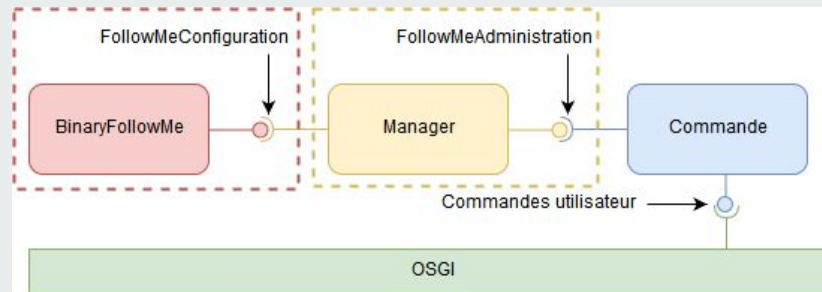 FollowMeConfiguration
FollowMeAdministration
BinaryFollowMe
Manager
Commande
Commandes utilisateur
OSGI